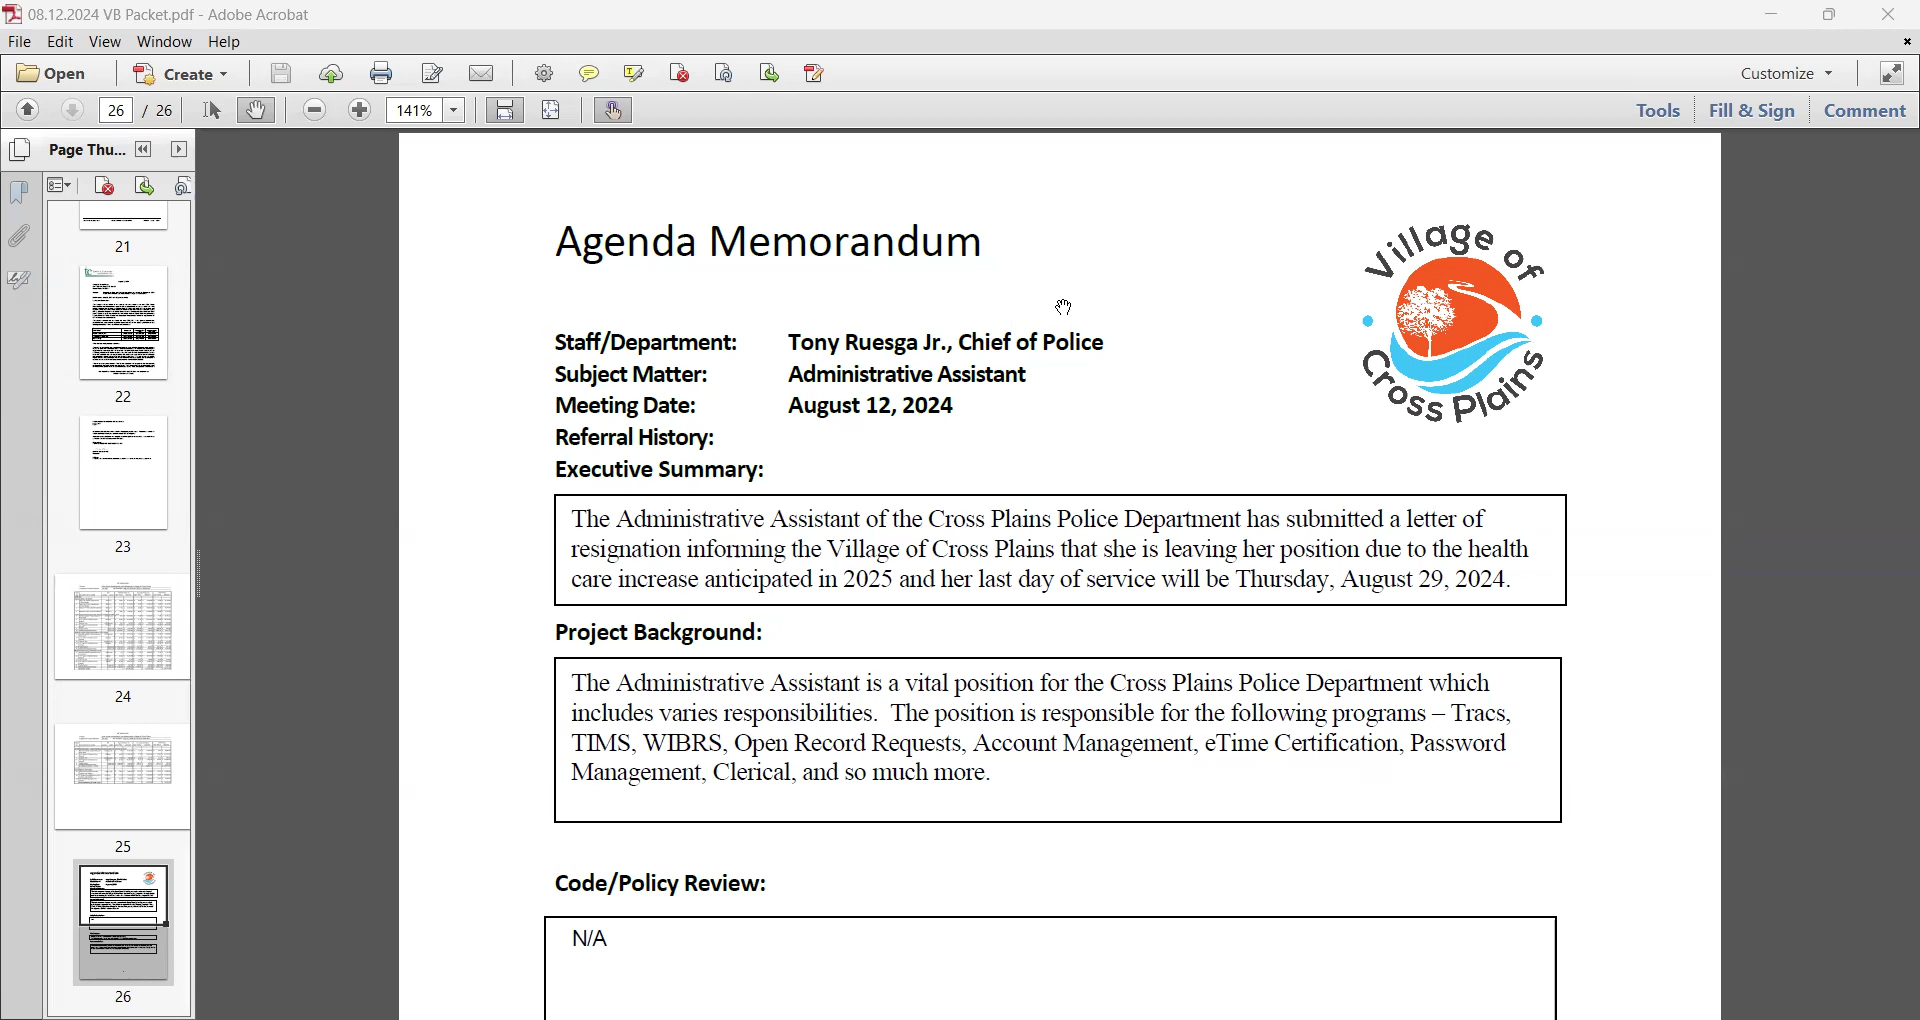 08.12.2024 VB Packet.pdf - Adobe Acrobat
File Edit View Window Help
Open Create Customize
26 / 26 141% Tools Fill & Sign Comment
Page Thu...
21
22
23
24
25
26
Agenda Memorandum
Village of
Cross Plains
Staff/Department: Tony Ruesga Jr., Chief of Police
Subject Matter: Administrative Assistant
Meeting Date: August 12, 2024
Referral History:
Executive Summary:
The Administrative Assistant of the Cross Plains Police Department has submitted a letter of
resignation informing the Village of Cross Plains that she is leaving her position due to the health
care increase anticipated in 2025 and her last day of service will be Thursday, August 29, 2024.
Project Background:
The Administrative Assistant is a vital position for the Cross Plains Police Department which
includes varies responsibilities. The position is responsible for the following programs – Tracs,
TIMS, WIBRS, Open Record Requests, Account Management, eTime Certification, Password
Management, Clerical, and so much more.
Code/Policy Review:
N/A